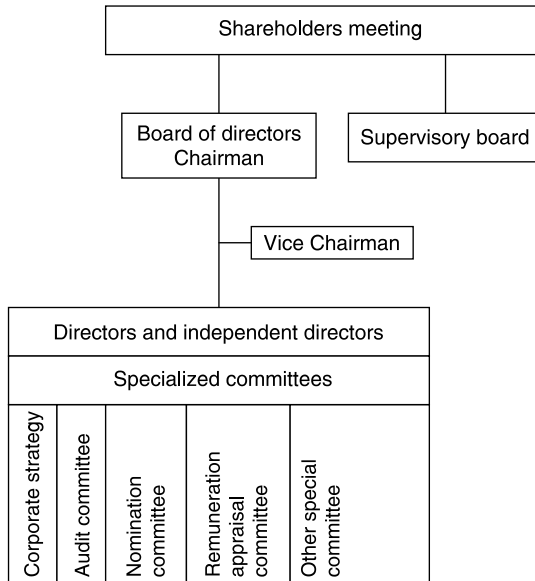 Shareholders meeting
Board of directors
Chairman
Supervisory board
Vice Chairman
Directors and independent directors
Specialized committees
Corporate strategy
Audit committee
Nomination
committee
Remuneration
appraisal
committee
Other special
committee